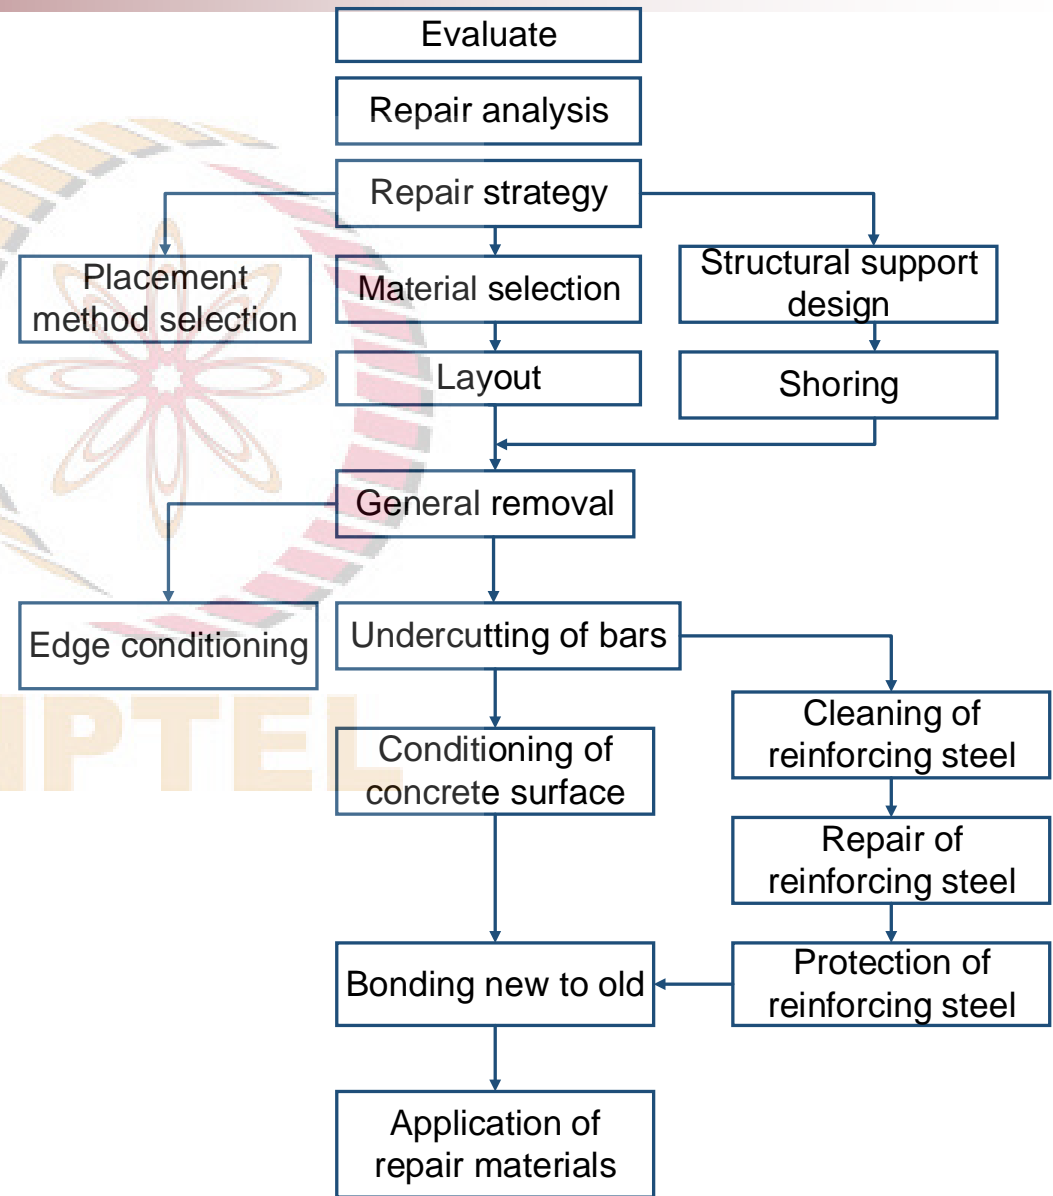 Evaluate
Repair analysis
Repair strategy
Placement
method selection
Material selection
Structural support
design
Layout
Shoring
General removal
Edge conditioning
Undercutting of bars
Conditioning of
concrete surface
Cleaning of
reinforcing steel
Repair of
reinforcing steel
Protection of
reinforcing steel
Bonding new to old
Application of
repair materials
IPTEL